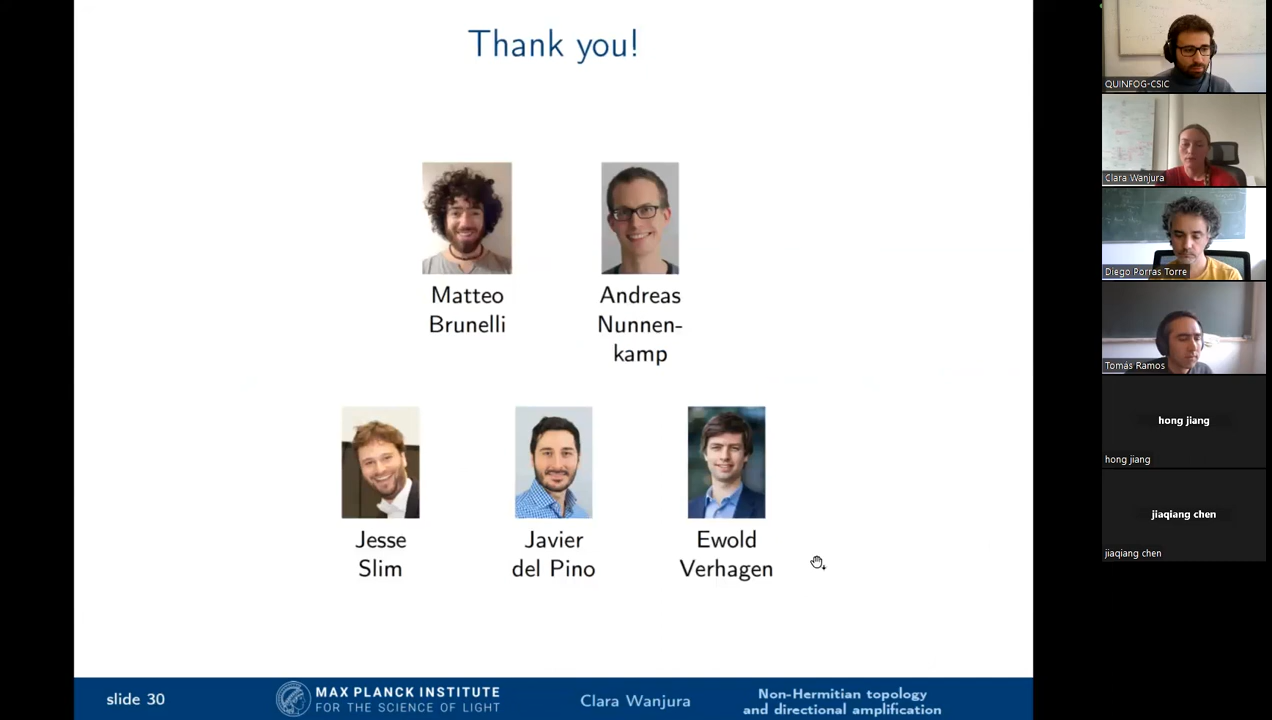 Thank you!
Matteo
Brunelli
Andreas
Nunnen-
kamp
Jesse
Slim
Javier
del Pino
Ewold
Verhagen
slide 30
MAX PLANCK INSTITUTE
FOR THE SCIENCE OF LIGHT
Clara Wanjura
Non-Hermitian topology
and directional amplification
QUINFOG-CSIC
Clara Wanjura
Diego Porras Torre
Tomás Ramos
hong jiang
hong jiang
jiaqiang chen
jiaqiang chen